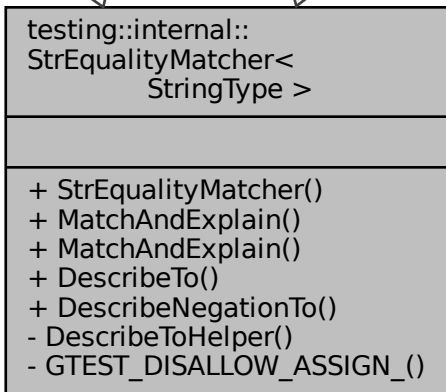 testing::internal::
StrEqualityMatcher<
StringType >
+ StrEqualityMatcher()
+ MatchAndExplain()
+ MatchAndExplain()
+ DescribeTo()
+ DescribeNegationTo()
- DescribeToHelper()
- GTEST_DISALLOW_ASSIGN_()